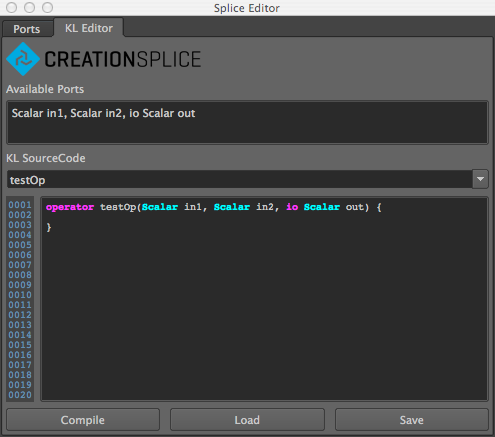 Splice Editor
Ports
KL Editor
CREATIONSPLICE
Available Ports
Scalar in1, Scalar in2, io Scalar out
KL SourceCode
testOp
0001 operator testOp(Scalar in1, Scalar in2, io Scalar out) {
0002
0003 }
0004
0005
0006
0007
0008
0009
0010
0011
0012
0013
0014
0015
0016
0017
0018
0019
0020
Compile
Load
Save